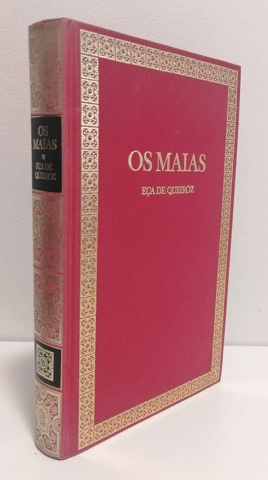 OS
MAIAS
EÇA DE
QUEIRÓZ
OS MAIAS
EÇA DE QUEIRÓZ